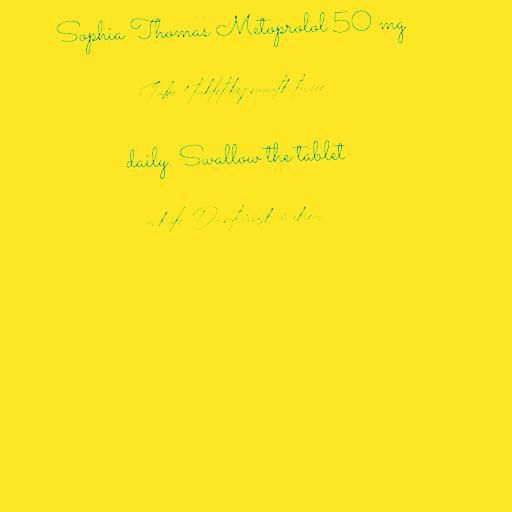 Sophia Thomas Metoprolol 50 mg
Take 1 tablet by mouth twice
daily. Swallow the tablet
whole. Do not crush or chew.